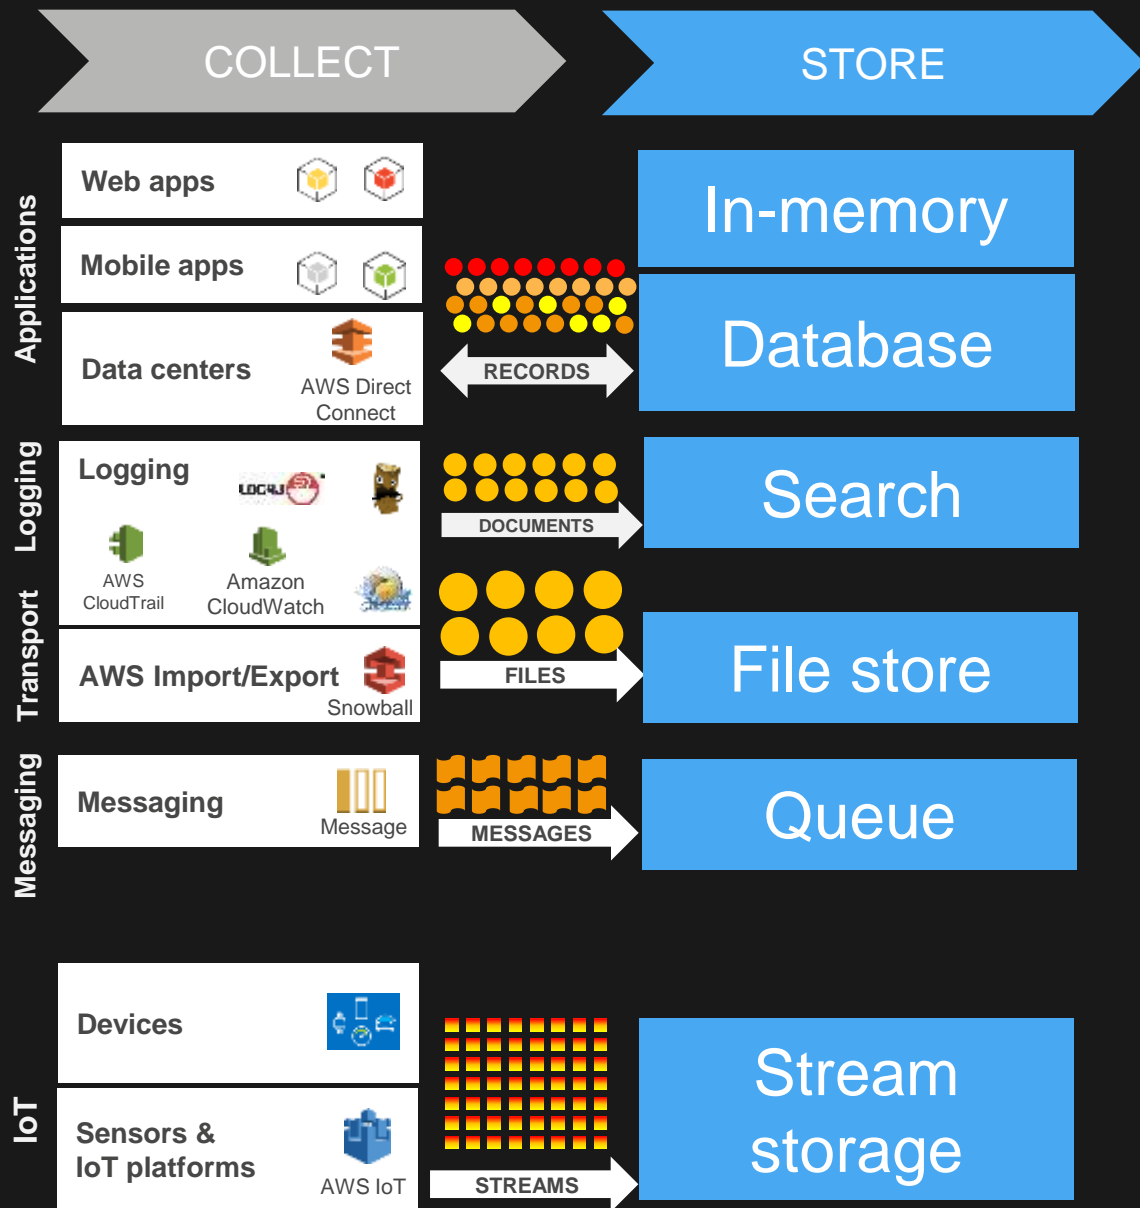 COLLECT
STORE
Applications
Web apps
Mobile apps
Data centers
AWS Direct
Connect
RECORDS
In-memory
Database
Logging
Logging
LOG4J
AWS
CloudTrail
Amazon
CloudWatch
DOCUMENTS
Search
Transport
AWS Import/Export
Snowball
FILES
File store
Messaging
Messaging
Message
MESSAGES
Queue
IoT
Devices
Sensors &
IoT platforms
AWS IoT
STREAMS
Stream
storage